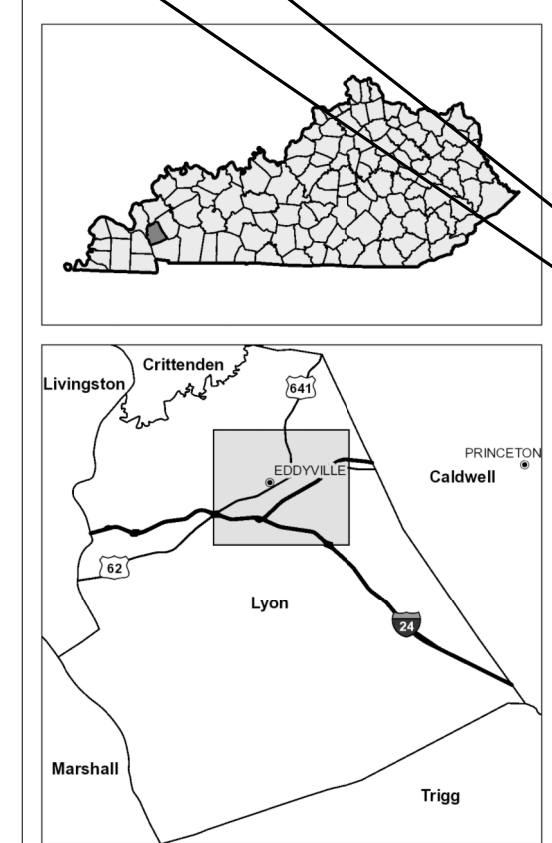 Crittenden
Livingston
641
PRINCETON
EDDYVILLE
Caldwell
62
Lyon
24
Marshall
Trigg